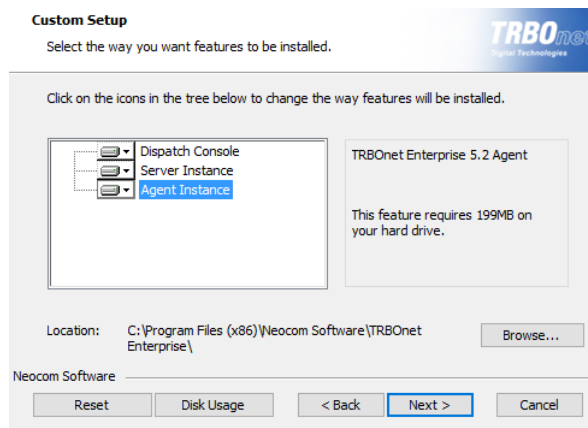 Custom Setup
Select the way you want features to be installed.
TRBOnet
Digital Technologies
Click on the icons in the tree below to change the way features will be installed.
Dispatch Console
Server Instance
Agent Instance
TRBOnet Enterprise 5.2 Agent
This feature requires 199MB on
your hard drive.
Location:
C:\Program Files (x86)\Neocom Software\TRBOnet
Enterprise\
Browse...
Neocom Software
Reset
Disk Usage
< Back
Next >
Cancel